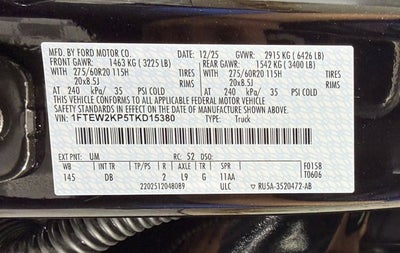 MFD. BY FORD MOTOR CO. 12/25 GVWR: 2915 KG ( 6426 LB)
FRONT GAWR: 1463 KG ( 3225 LB) REAR GAWR: 1542 KG ( 3400 LB)
WITH 275/60R20 115H TIRES WITH 275/60R20 115H TIRES
20x8.5J RIMS 20x8.5J RIMS
AT 240 kPa/ 35 PSI COLD AT 240 kPa/ 35 PSI COLD
THIS VEHICLE CONFORMS TO ALL APPLICABLE FEDERAL MOTOR VEHICLE SAFETY
AND THEFT PREVENTION STANDARDS IN EFFECT ON THE DATE OF MANUFACTURE SHOWN ABOVE.
VIN: 1FTEW2KP5TKD15380 TYPE: Truck
EXT PNT: UM RC: 52 DSO: F0158
WB BRK INT TR TP/PS R AXLE TR SPR T0606
145 DB 2 L9 G 11AA
2202512048089 ULC RU5A-3520472-AB